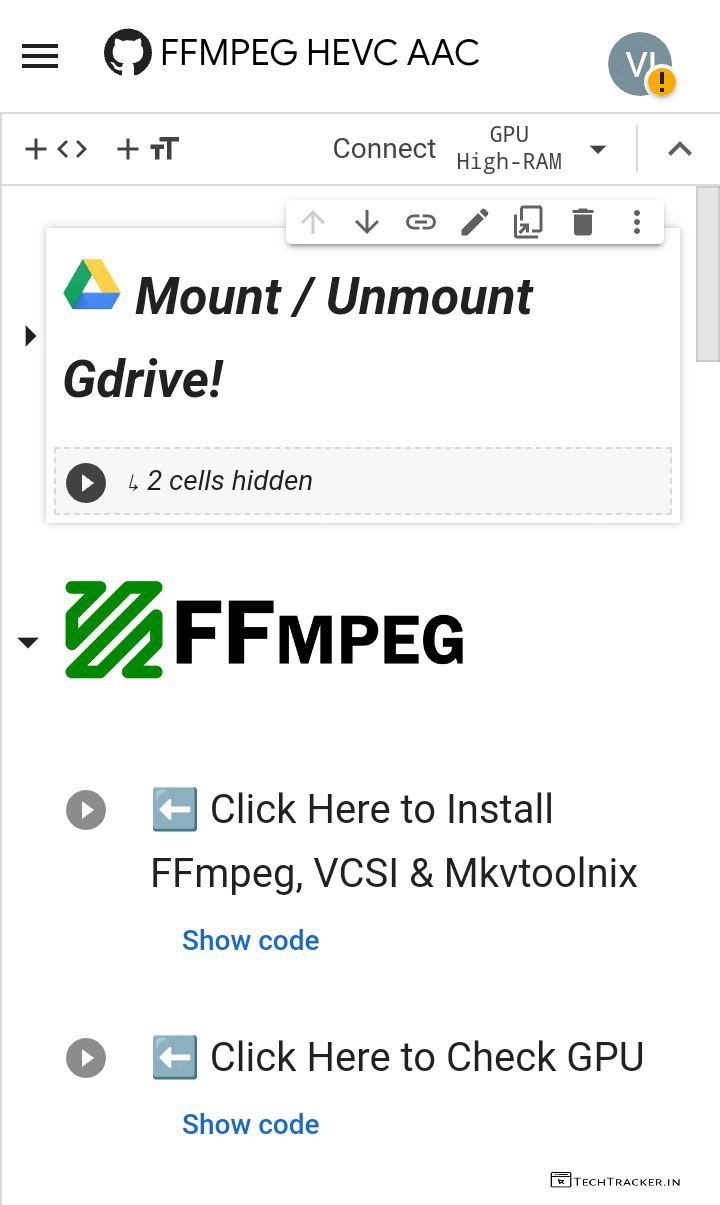 FFMPEG HEVC AAC
VI
Connect
GPU
High-RAM
Mount / Unmount
Gdrive!
2 cells hidden
FFMPEG
Click Here to Install
FFmpeg, VCSI & Mkvtoolnix
Show code
Click Here to Check GPU
Show code
TECHTRACKER.IN